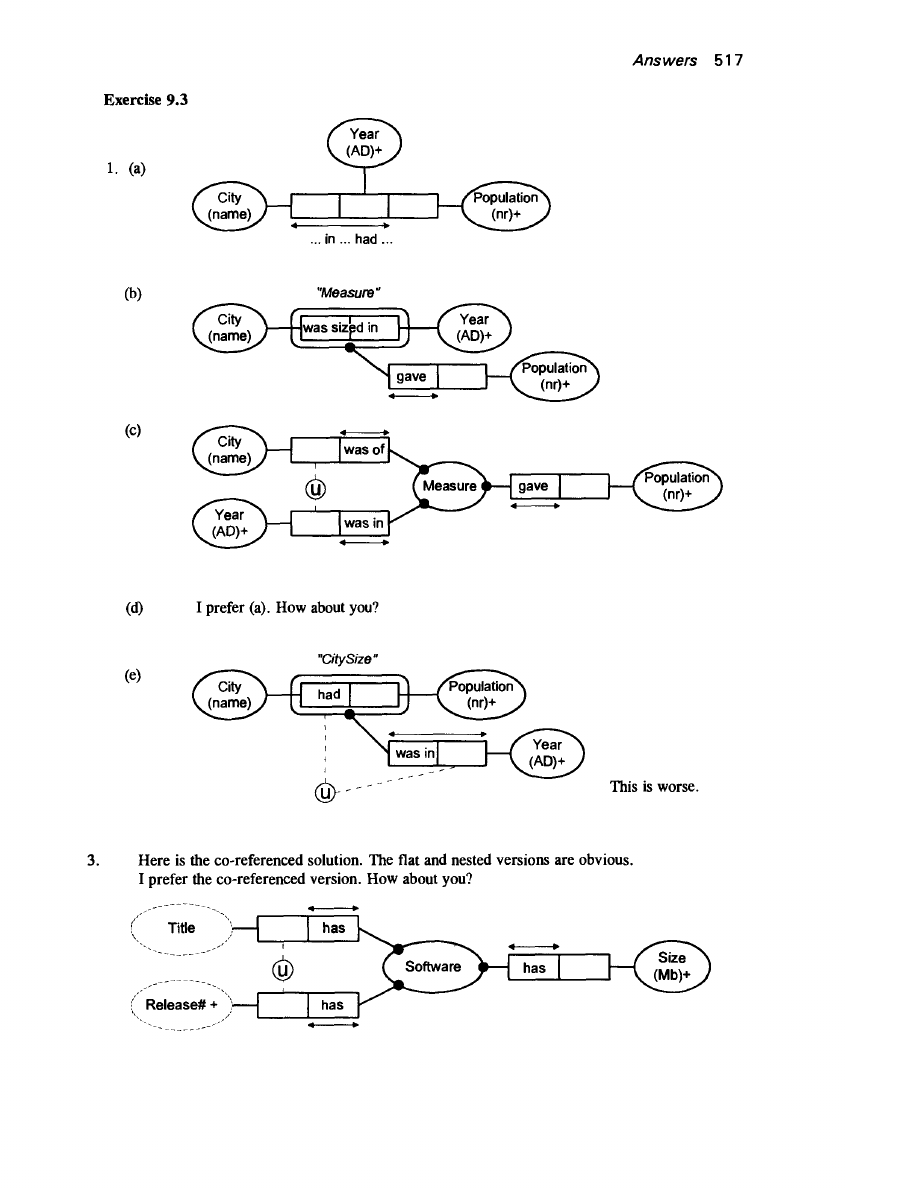 Answers 517
Exercise 9.3
1. (a)
Year
(AD)+
City
(name)
Population
(nr)+
... in ... had ...
(b)
"Measure"
City
(name)
was sized in
Year
(AD)+
gave
Population
(nr)+
(c)
City
(name)
was of
u
Measure
gave
Population
(nr)+
Year
(AD)+
was in
(d) I prefer (a). How about you?
(e)
"CitySize"
City
(name)
had
Population
(nr)+
was in
Year
(AD)+
u
This is worse.
3. Here is the co-referenced solution. The flat and nested versions are obvious.
I prefer the co-referenced version. How about you?
Title
has
u
Software
has
Size
(Mb)+
Release# +
has